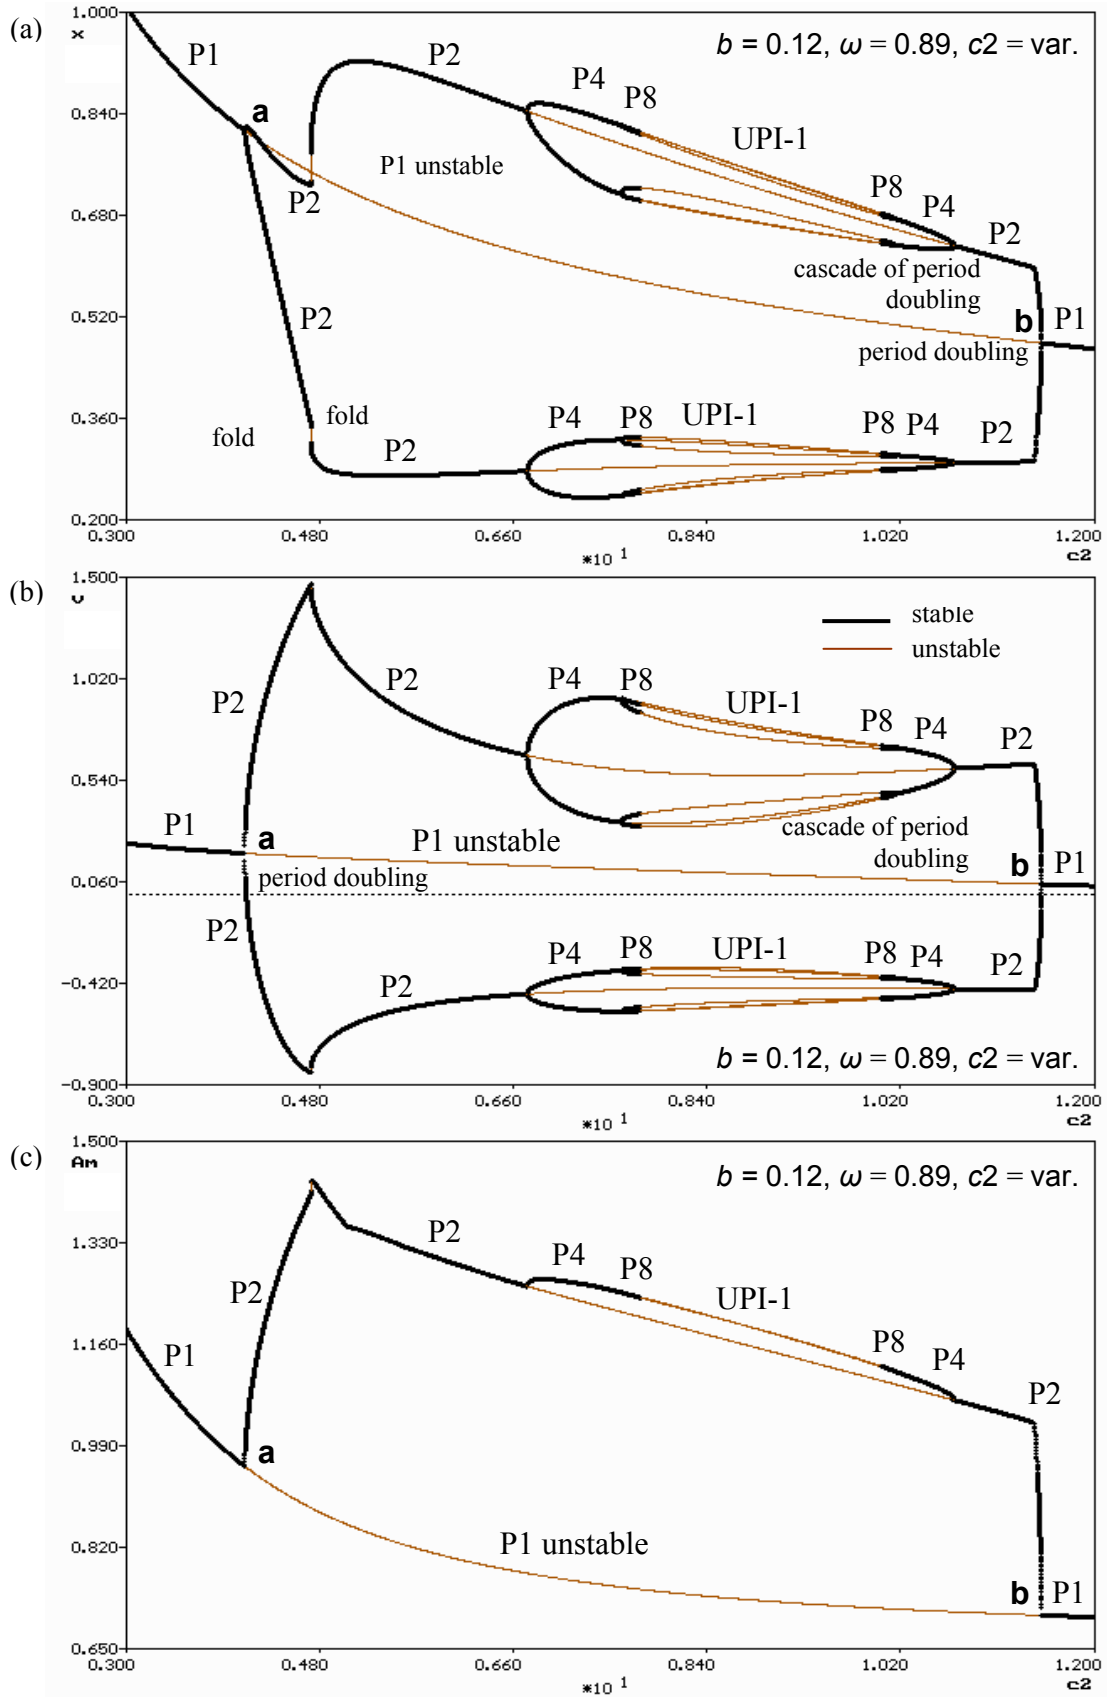 (a)
1.000
x
P1
P2
b = 0.12, ω = 0.89, c2 = var.
0.840
a
P4
P8
UPI-1
P1 unstable
P2
0.680
P8
P4
P2
cascade of period
doubling
0.520
P2
b
P1
period doubling
0.360
fold
fold
P4
P8
UPI-1
P8
P4
P2
P2
0.200
0.300
0.480
0.660
0.840
1.020
1.200
*10 1
c2
(b)
1.500
v
stable
unstable
1.020
P2
P2
P4
P8
UPI-1
P8
P4
P2
0.540
P1
a
P1 unstable
cascade of period
doubling
0.060
period doubling
b
P1
P2
P2
P4
P8
UPI-1
P8
P4
P2
-0.420
b = 0.12, ω = 0.89, c2 = var.
-0.900
0.300
0.480
0.660
0.840
1.020
1.200
*10 1
c2
(c)
1.500
Am
b = 0.12, ω = 0.89, c2 = var.
1.330
P2
P2
P4
P8
UPI-1
1.160
P1
P8
P4
P2
0.990
a
0.820
P1 unstable
b
P1
0.650
0.300
0.480
0.660
0.840
1.020
1.200
*10 1
c2